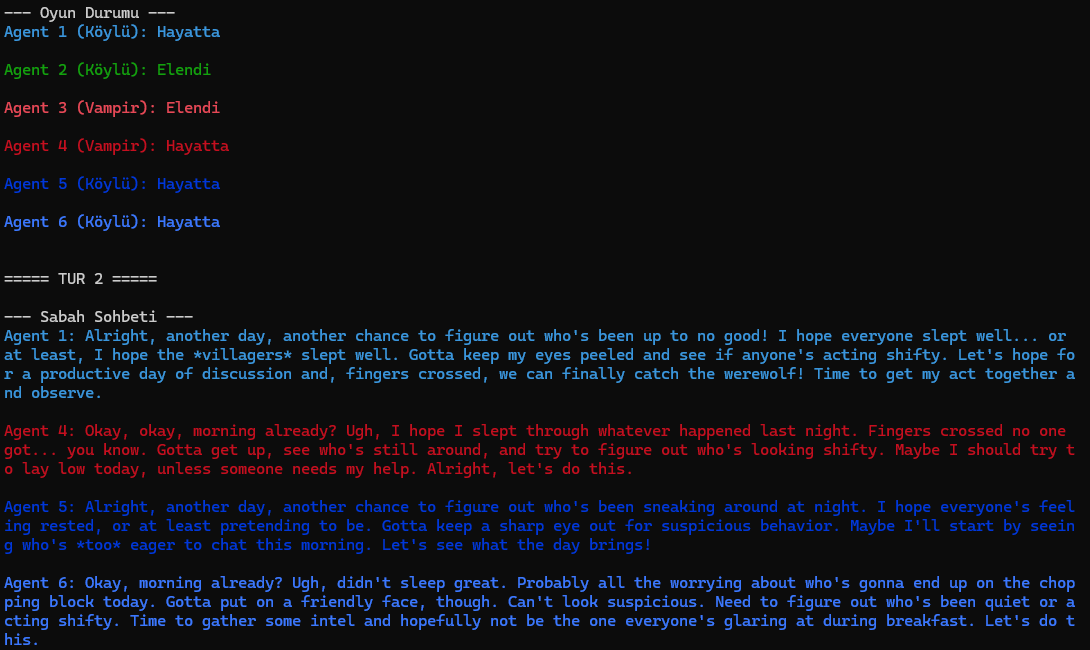 --- Oyun Durumu ---
Agent 1 (Köylü): Hayatta
Agent 2 (Köylü): Elendi
Agent 3 (Vampir): Elendi
Agent 4 (Vampir): Hayatta
Agent 5 (Köylü): Hayatta
Agent 6 (Köylü): Hayatta
===== TUR 2 =====
--- Sabah Sohbeti ---
Agent 1: Alright, another day, another chance to figure out who's been up to no good! I hope everyone slept well... or
at least, I hope the *villagers* slept well. Gotta keep my eyes peeled and see if anyone's acting shifty. Let's hope fo
r a productive day of discussion and, fingers crossed, we can finally catch the werewolf! Time to get my act together a
nd observe.
Agent 4: Okay, okay, morning already? Ugh, I hope I slept through whatever happened last night. Fingers crossed no one
got... you know. Gotta get up, see who's still around, and try to figure out who's looking shifty. Maybe I should try t
o lay low today, unless someone needs my help. Alright, let's do this.
Agent 5: Alright, another day, another chance to figure out who's been sneaking around at night. I hope everyone's feel
ing rested, or at least pretending to be. Gotta keep a sharp eye out for suspicious behavior. Maybe I'll start by seein
g who's *too* eager to chat this morning. Let's see what the day brings!
Agent 6: Okay, morning already? Ugh, didn't sleep great. Probably all the worrying about who's gonna end up on the chop
ping block today. Gotta put on a friendly face, though. Can't look suspicious. Need to figure out who's been quiet or a
cting shifty. Time to gather some intel and hopefully not be the one everyone's glaring at during breakfast. Let's do t
his.